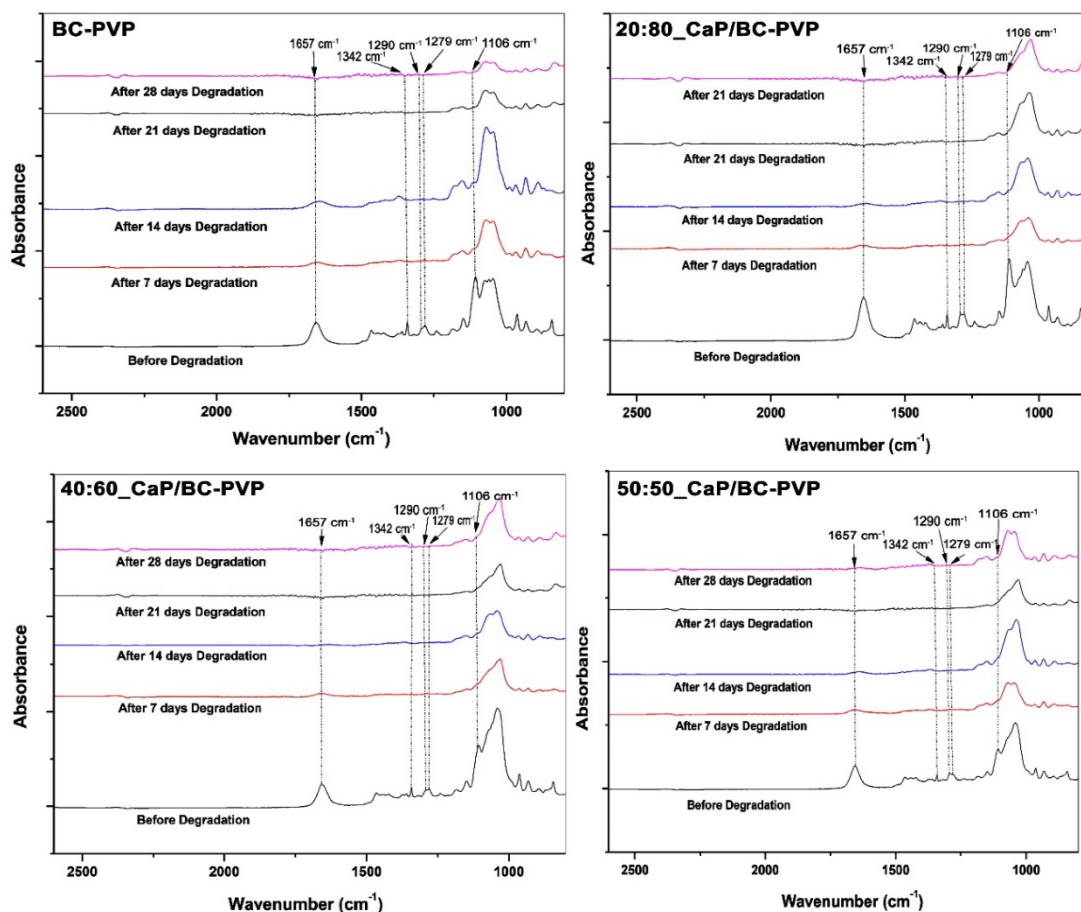 BC-PVP
1657 cm-1
1342 cm-1
1290 cm-1
1279 cm-1
1106 cm-1
After 28 days Degradation
After 21 days Degradation
After 14 days Degradation
After 7 days Degradation
Before Degradation
Absorbance
2500
2000
1500
1000
Wavenumber (cm-1)
20:80_CaP/BC-PVP
1657 cm-1
1342 cm-1
1290 cm-1
1279 cm-1
1106 cm-1
After 21 days Degradation
After 21 days Degradation
After 14 days Degradation
After 7 days Degradation
Before Degradation
Absorbance
2500
2000
1500
1000
Wavenumber (cm-1)
40:60_CaP/BC-PVP
1657 cm-1
1342 cm-1
1290 cm-1
1279 cm-1
1106 cm-1
After 28 days Degradation
After 21 days Degradation
After 14 days Degradation
After 7 days Degradation
Before Degradation
Absorbance
2500
2000
1500
1000
Wavenumber (cm-1)
50:50_CaP/BC-PVP
1657 cm-1
1342 cm-1
1290 cm-1
1279 cm-1
1106 cm-1
After 28 days Degradation
After 21 days Degradation
After 14 days Degradation
After 7 days Degradation
Before Degradation
Absorbance
2500
2000
1500
1000
Wavenumber (cm-1)